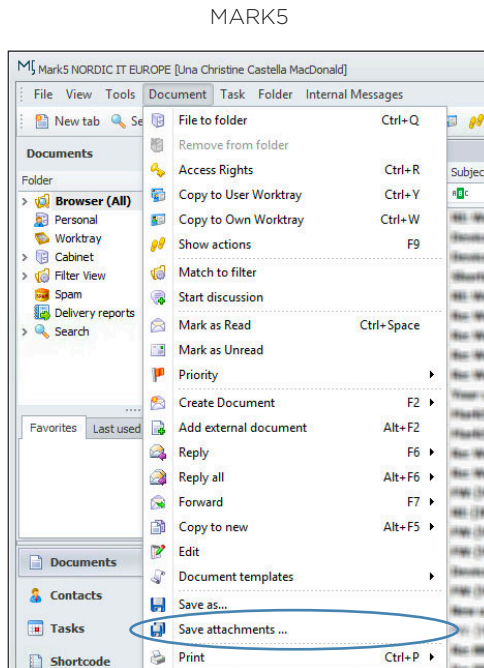 MARK5
Mark5 NORDIC IT EUROPE [Una Christine Castella MacDonald]
File View Tools Document Task Folder Internal Messages
New tab
Documents
Folder
Browser (All)
Personal
Worktray
Cabinet
Filter View
Spam
Delivery reports
Search
Favorites Last used
Documents
Contacts
Tasks
Shortcode
File to folder Ctrl+Q
Remove from folder
Access Rights Ctrl+R
Copy to User Worktray Ctrl+Y
Copy to Own Worktray Ctrl+W
Show actions F9
Match to filter
Start discussion
Mark as Read Ctrl+Space
Mark as Unread
Priority
Create Document F2
Add external document Alt+F2
Reply F6
Reply all Alt+F6
Forward F7
Copy to new Alt+F5
Edit
Document templates
Save as...
Save attachments ...
Print Ctrl+P
Subjec